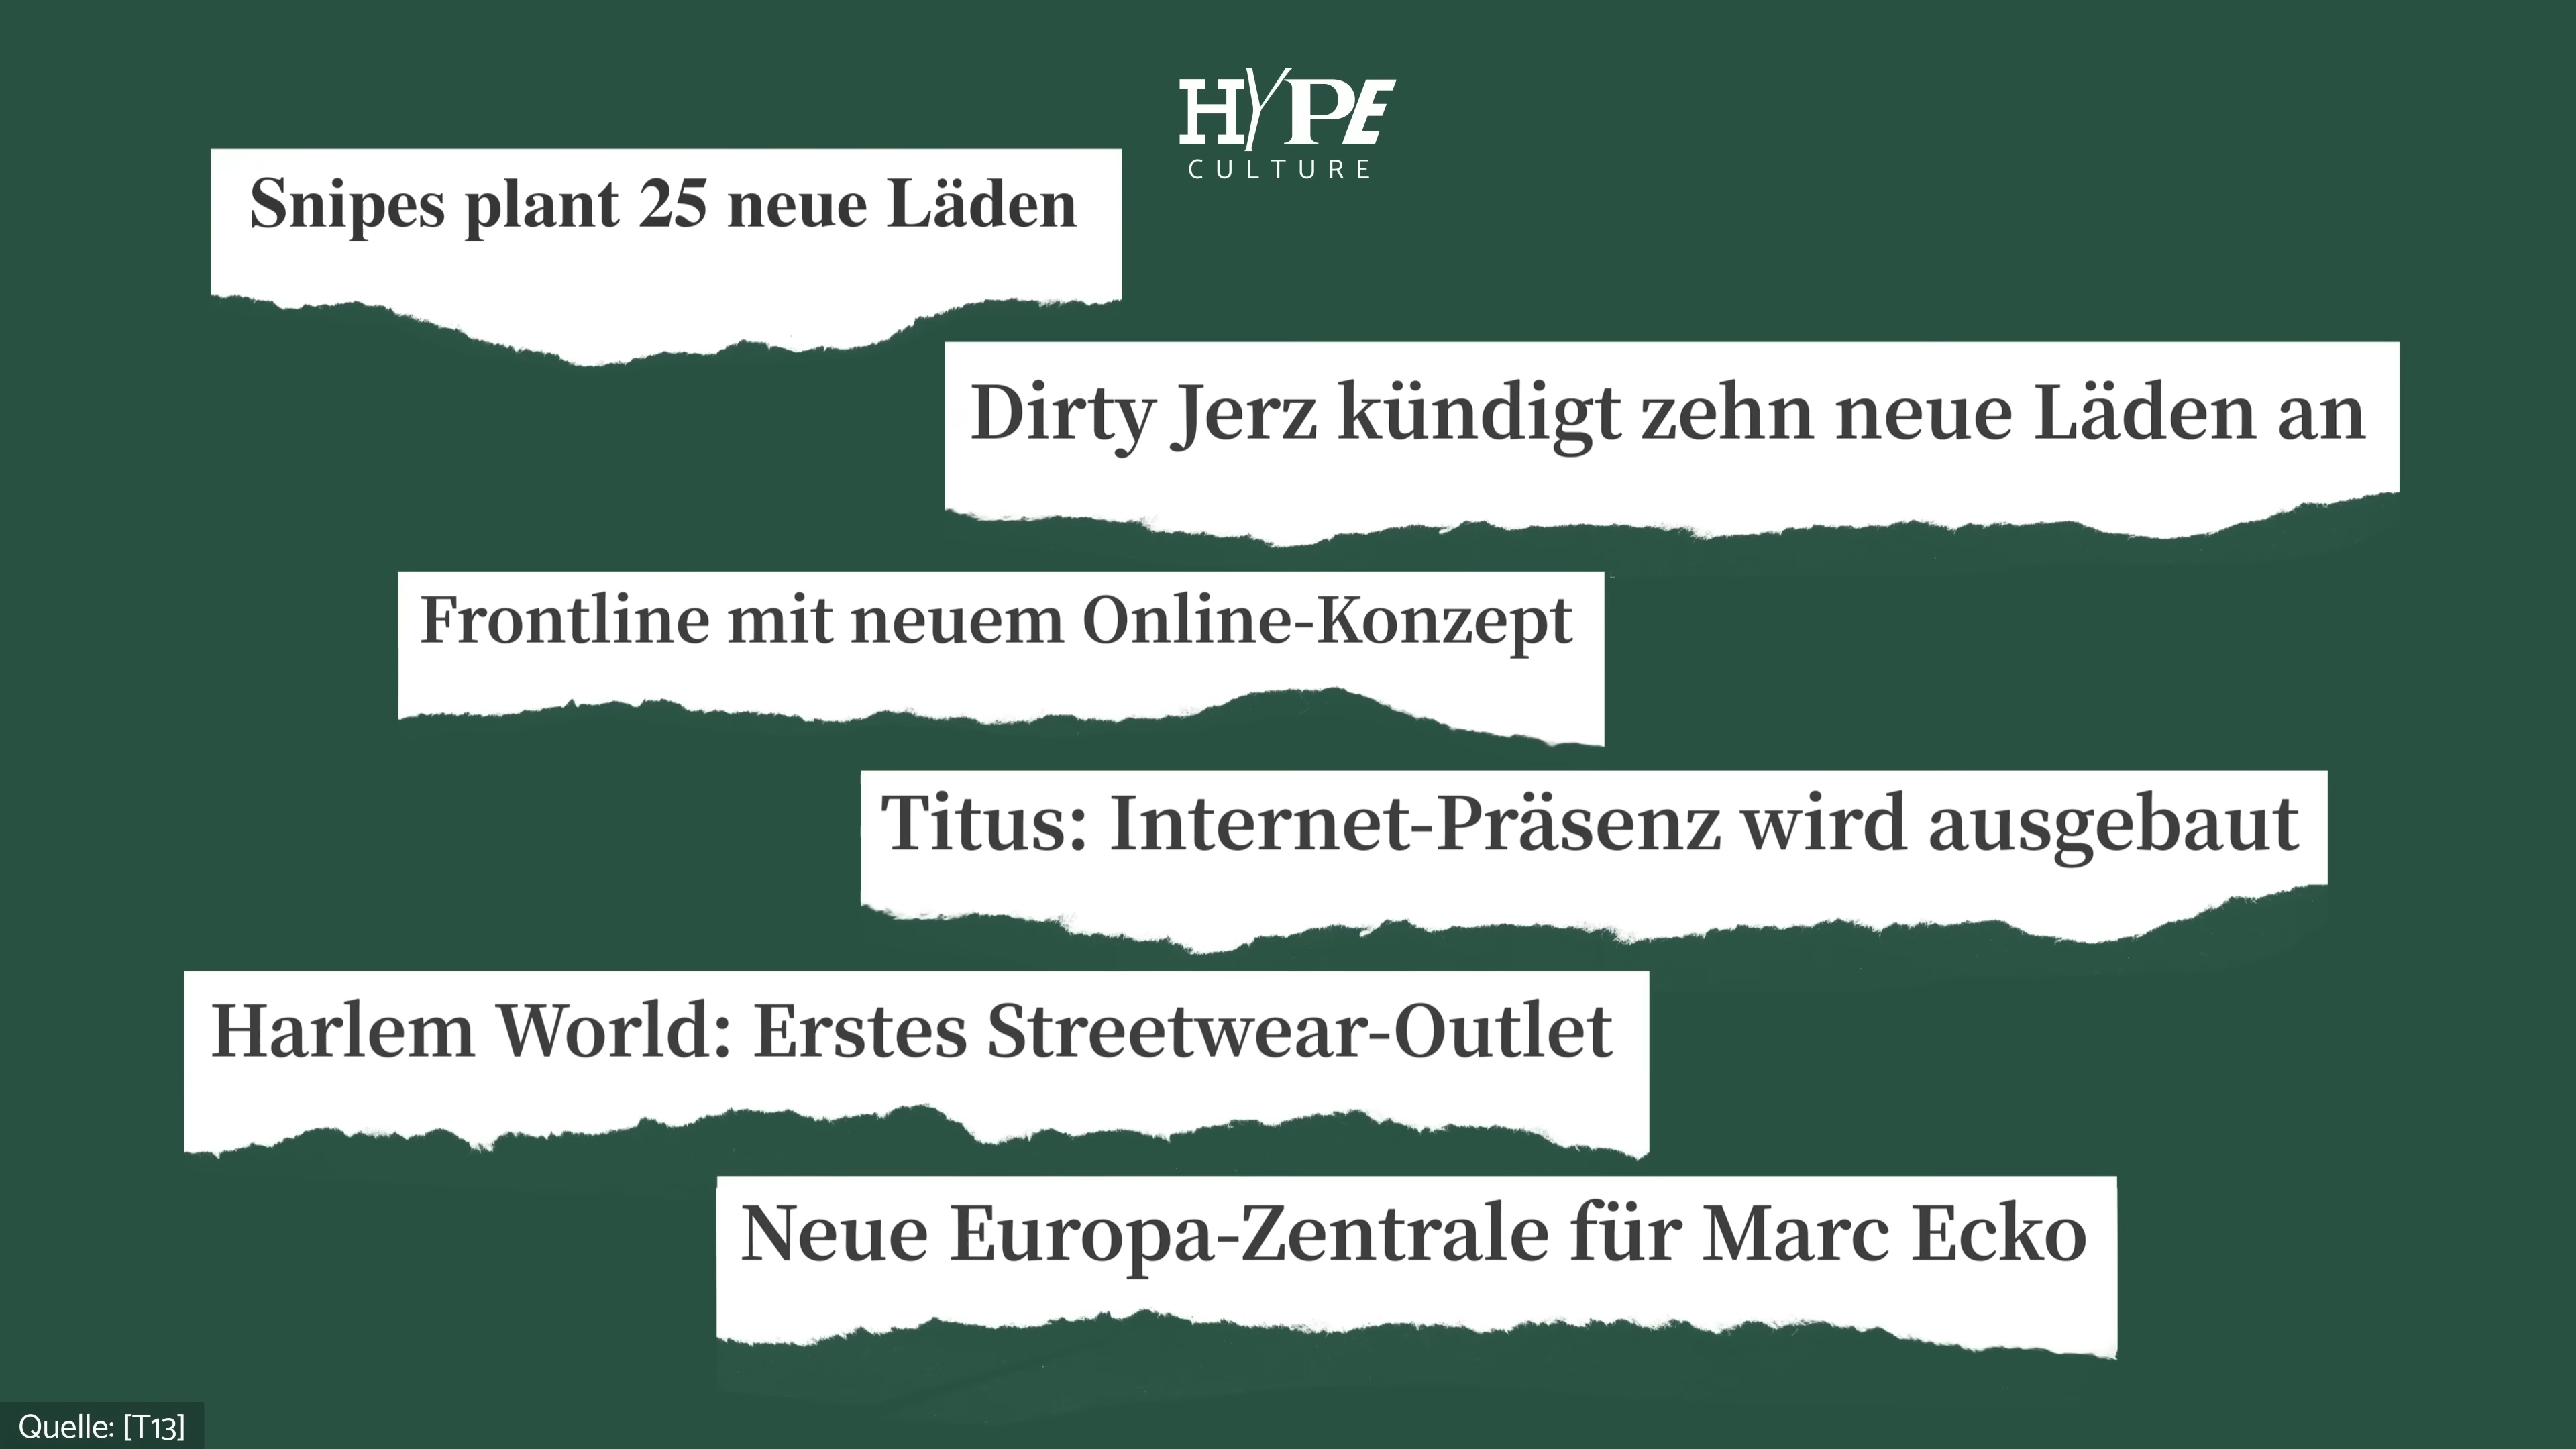 HYPE
CULTURE
Snipes plant 25 neue Läden
Dirty Jerz kündigt zehn neue Läden an
Frontline mit neuem Online-Konzept
Titus: Internet-Präsenz wird ausgebaut
Harlem World: Erstes Streetwear-Outlet
Neue Europa-Zentrale für Marc Ecko
Quelle: [T13]